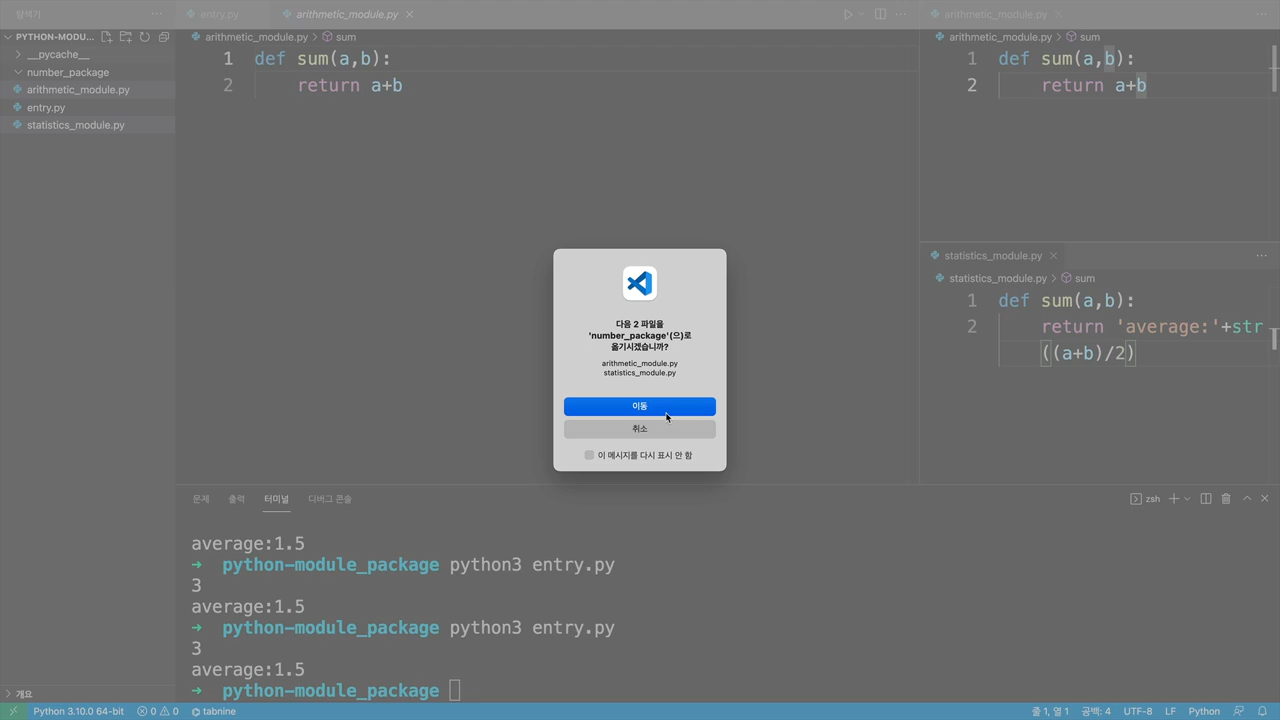 탐색기
entry.py
arithmetic_module.py
arithmetic_module.py
PYTHON-MODU...
arithmetic_module.py > sum
arithmetic_module.py > sum
__pycache__
number_package
arithmetic_module.py
entry.py
statistics_module.py
1 def sum(a,b):
2 return a+b
1 def sum(a,b):
2 return a+b
statistics_module.py
statistics_module.py > sum
1 def sum(a,b):
2 return 'average:'+str
((a+b)/2)
다음 2 파일을
'number_package'(으)로
옮기시겠습니까?
arithmetic_module.py
statistics_module.py
이동
취소
이 메시지를 다시 표시 안 함
문제 출력 터미널 디버그 콘솔
zsh
average:1.5
➜ python-module_package python3 entry.py
3
average:1.5
➜ python-module_package python3 entry.py
3
average:1.5
➜ python-module_package
개요
Python 3.10.0 64-bit 0 0 tabnine
줄 1, 열 1 공백: 4 UTF-8 LF Python